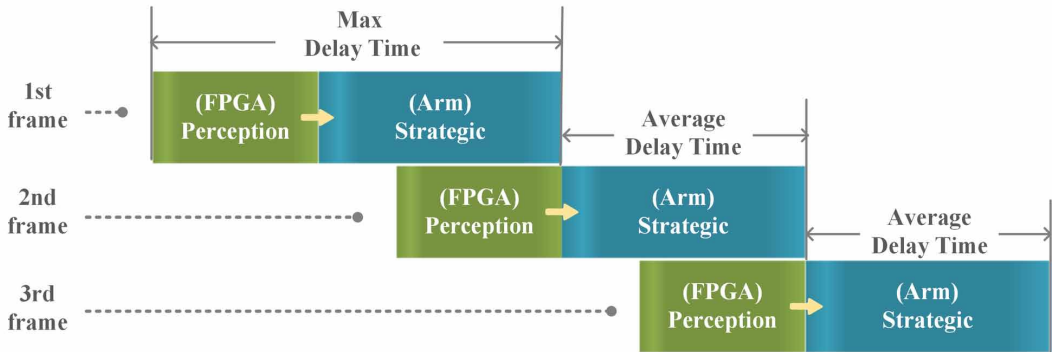 Max
Delay Time
1st
frame
(FPGA)
Perception
(Arm)
Strategic
Average
Delay Time
2nd
frame
(FPGA)
Perception
(Arm)
Strategic
Average
Delay Time
3rd
frame
(FPGA)
Perception
(Arm)
Strategic